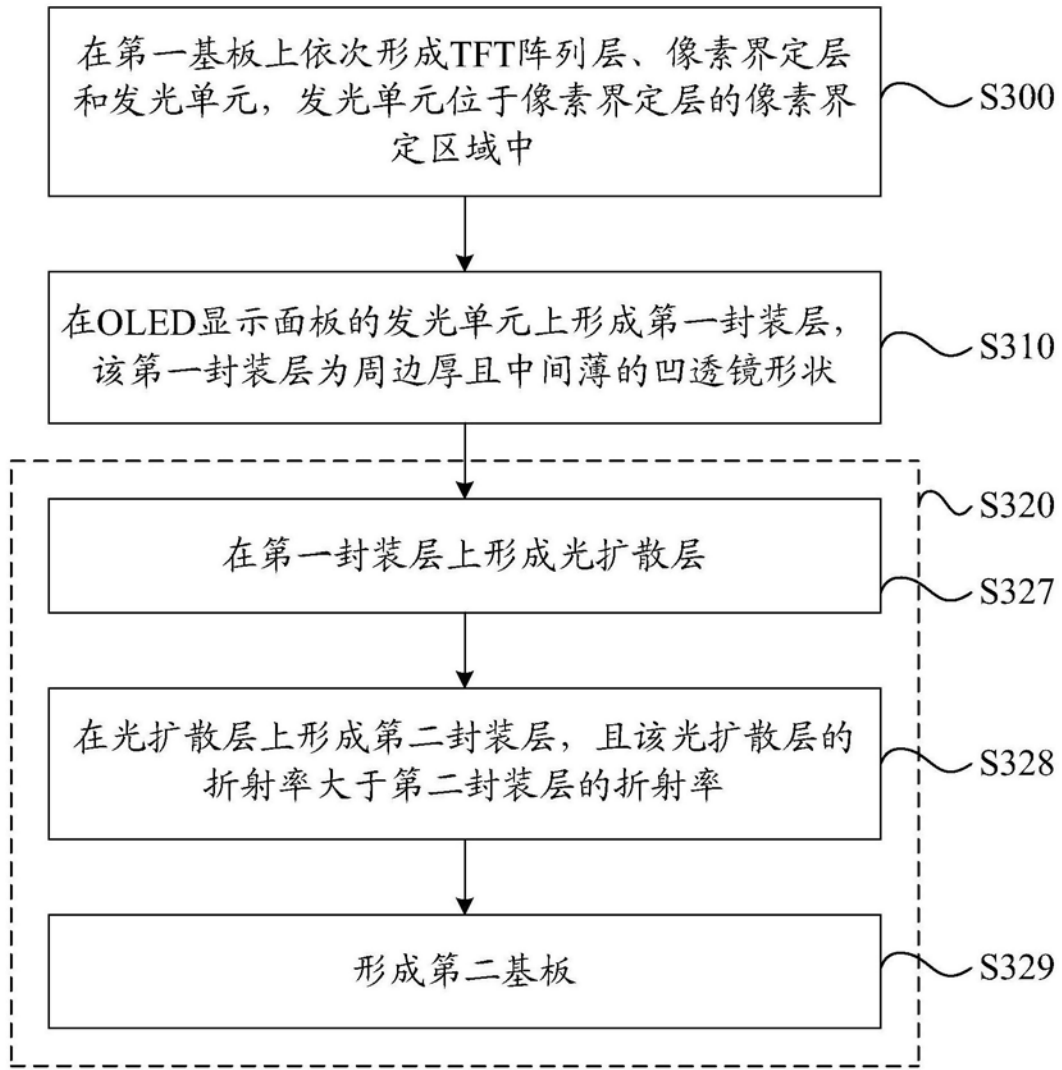 在第一基板上依次形成TFT阵列层、像素界定层
和发光单元，发光单元位于像素界定层的像素界
定区域中
S300
在OLED显示面板的发光单元上形成第一封装层，
该第一封装层为周边厚且中间薄的凹透镜形状
S310
S320
在第一封装层上形成光扩散层
S327
在光扩散层上形成第二封装层，且该光扩散层的
折射率大于第二封装层的折射率
S328
形成第二基板
S329